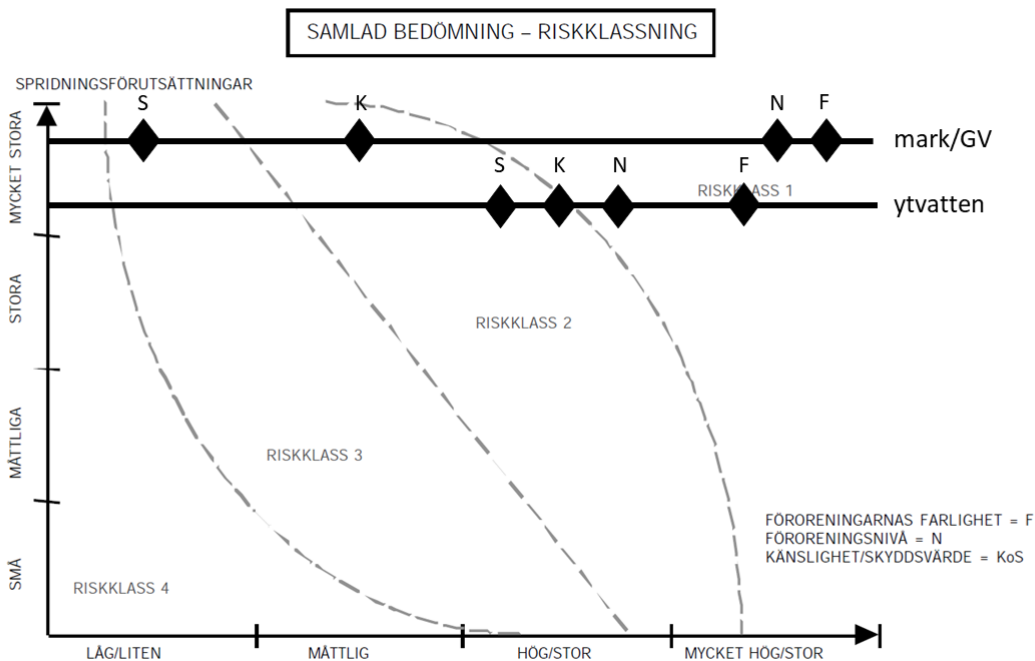 SAMLAD BEDÖMNING – RISKKLASSNING
SPRIDNINGSFÖRUTSÄTTNINGAR
S K N F
mark/GV
S K N F
RISKKLASS 1
ytvatten
MYCKET STORA
STORA
RISKKLASS 2
MÅTTLIGA
RISKKLASS 3
FÖRORENINGARNAS FARLIGHET = F
FÖRORENINGSNIVÅ = N
KÄNSLIGHET/SKYDDSVÄRDE = KoS
SMÅ
RISKKLASS 4
LÅG/LITEN
MÅTTLIG
HÖG/STOR
MYCKET HÖG/STOR